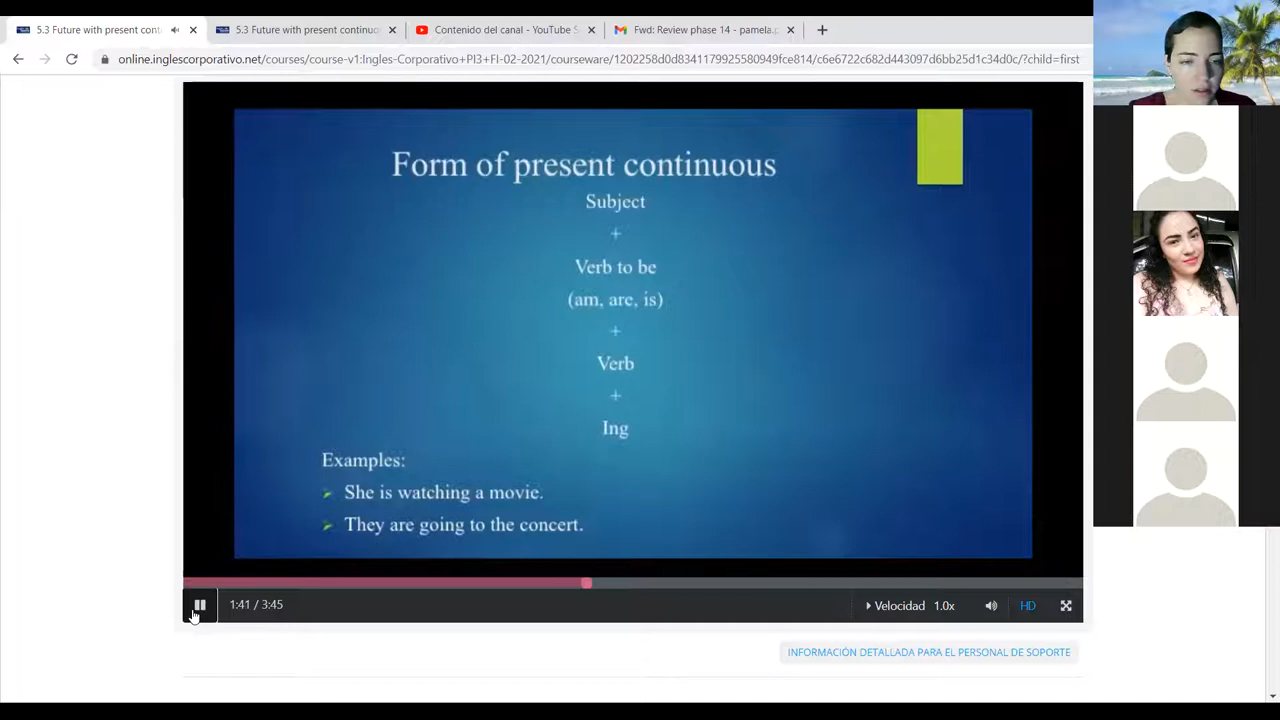 5.3 Future with present cont
5.3 Future with present continuo
Contenido del canal - YouTube S
Fwd: Review phase 14 - pamela.p
online.inglescorporativo.net/courses/course-v1:Ingles-Corporativo+PI3+FI-02-2021/courseware/1202258d0d8341179925580949fce814/c6e6722c682d443097d6bb25d1c34d0c/?child=first
Form of present continuous
Subject
+
Verb to be
(am, are, is)
+
Verb
+
Ing
Examples:
She is watching a movie.
They are going to the concert.
1:41 / 3:45
Velocidad 1.0x
HD
INFORMACIÓN DETALLADA PARA EL PERSONAL DE SOPORTE